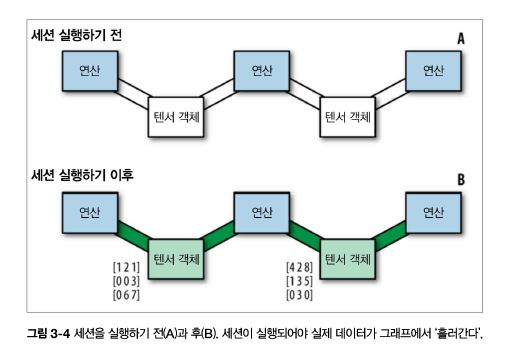 세션 실행하기 전
A
연산
연산
연산
텐서 객체
텐서 객체
세션 실행하기 이후
B
연산
연산
연산
텐서 객체
텐서 객체
[1 2 1]
[0 0 3]
[0 6 7]
[4 2 8]
[1 3 5]
[0 3 0]
그림 3-4 세션을 실행하기 전(A)과 후(B). 세션이 실행되어야 실제 데이터가 그래프에서 '흘러간다'.